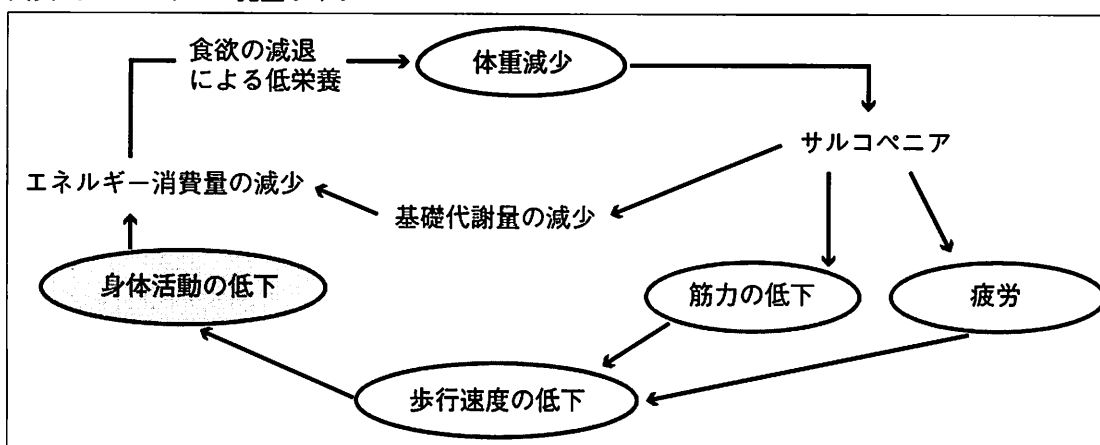 食欲の減退
による低栄養
体重減少
サルコペニア
エネルギー消費量の減少
基礎代謝量の減少
身体活動の低下
筋力の低下
疲労
歩行速度の低下